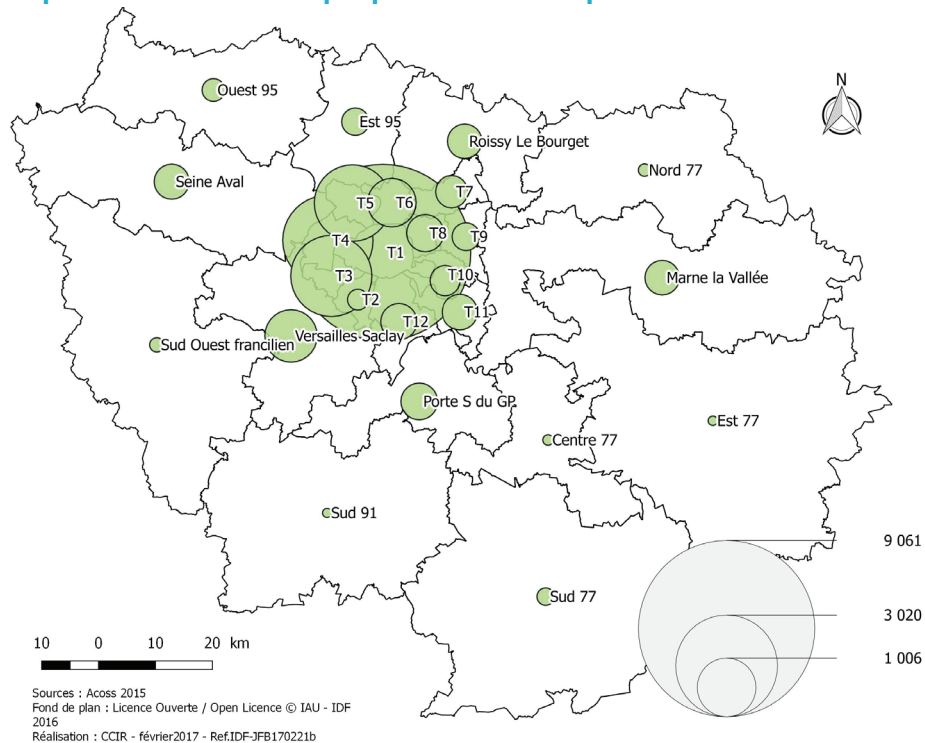 Ouest 95
Est 95
N
Roissy Le Bourget
Nord 77
Seine Aval
T7
T5
T6
T8
T9
T4
T1
T3
T10
Marne la Vallée
T2
T11
T12
Versailles Saclay
Sud Ouest francilien
Porte S du GP
Est 77
Centre 77
Sud 91
9 061
Sud 77
3 020
10 0 10 20 km
1 006
Sources : Acoss 2015
Fond de plan : Licence Ouverte / Open Licence © IAU - IDF
2016
Réalisation : CCIR - février2017 - Ref.IDF-JFB170221b